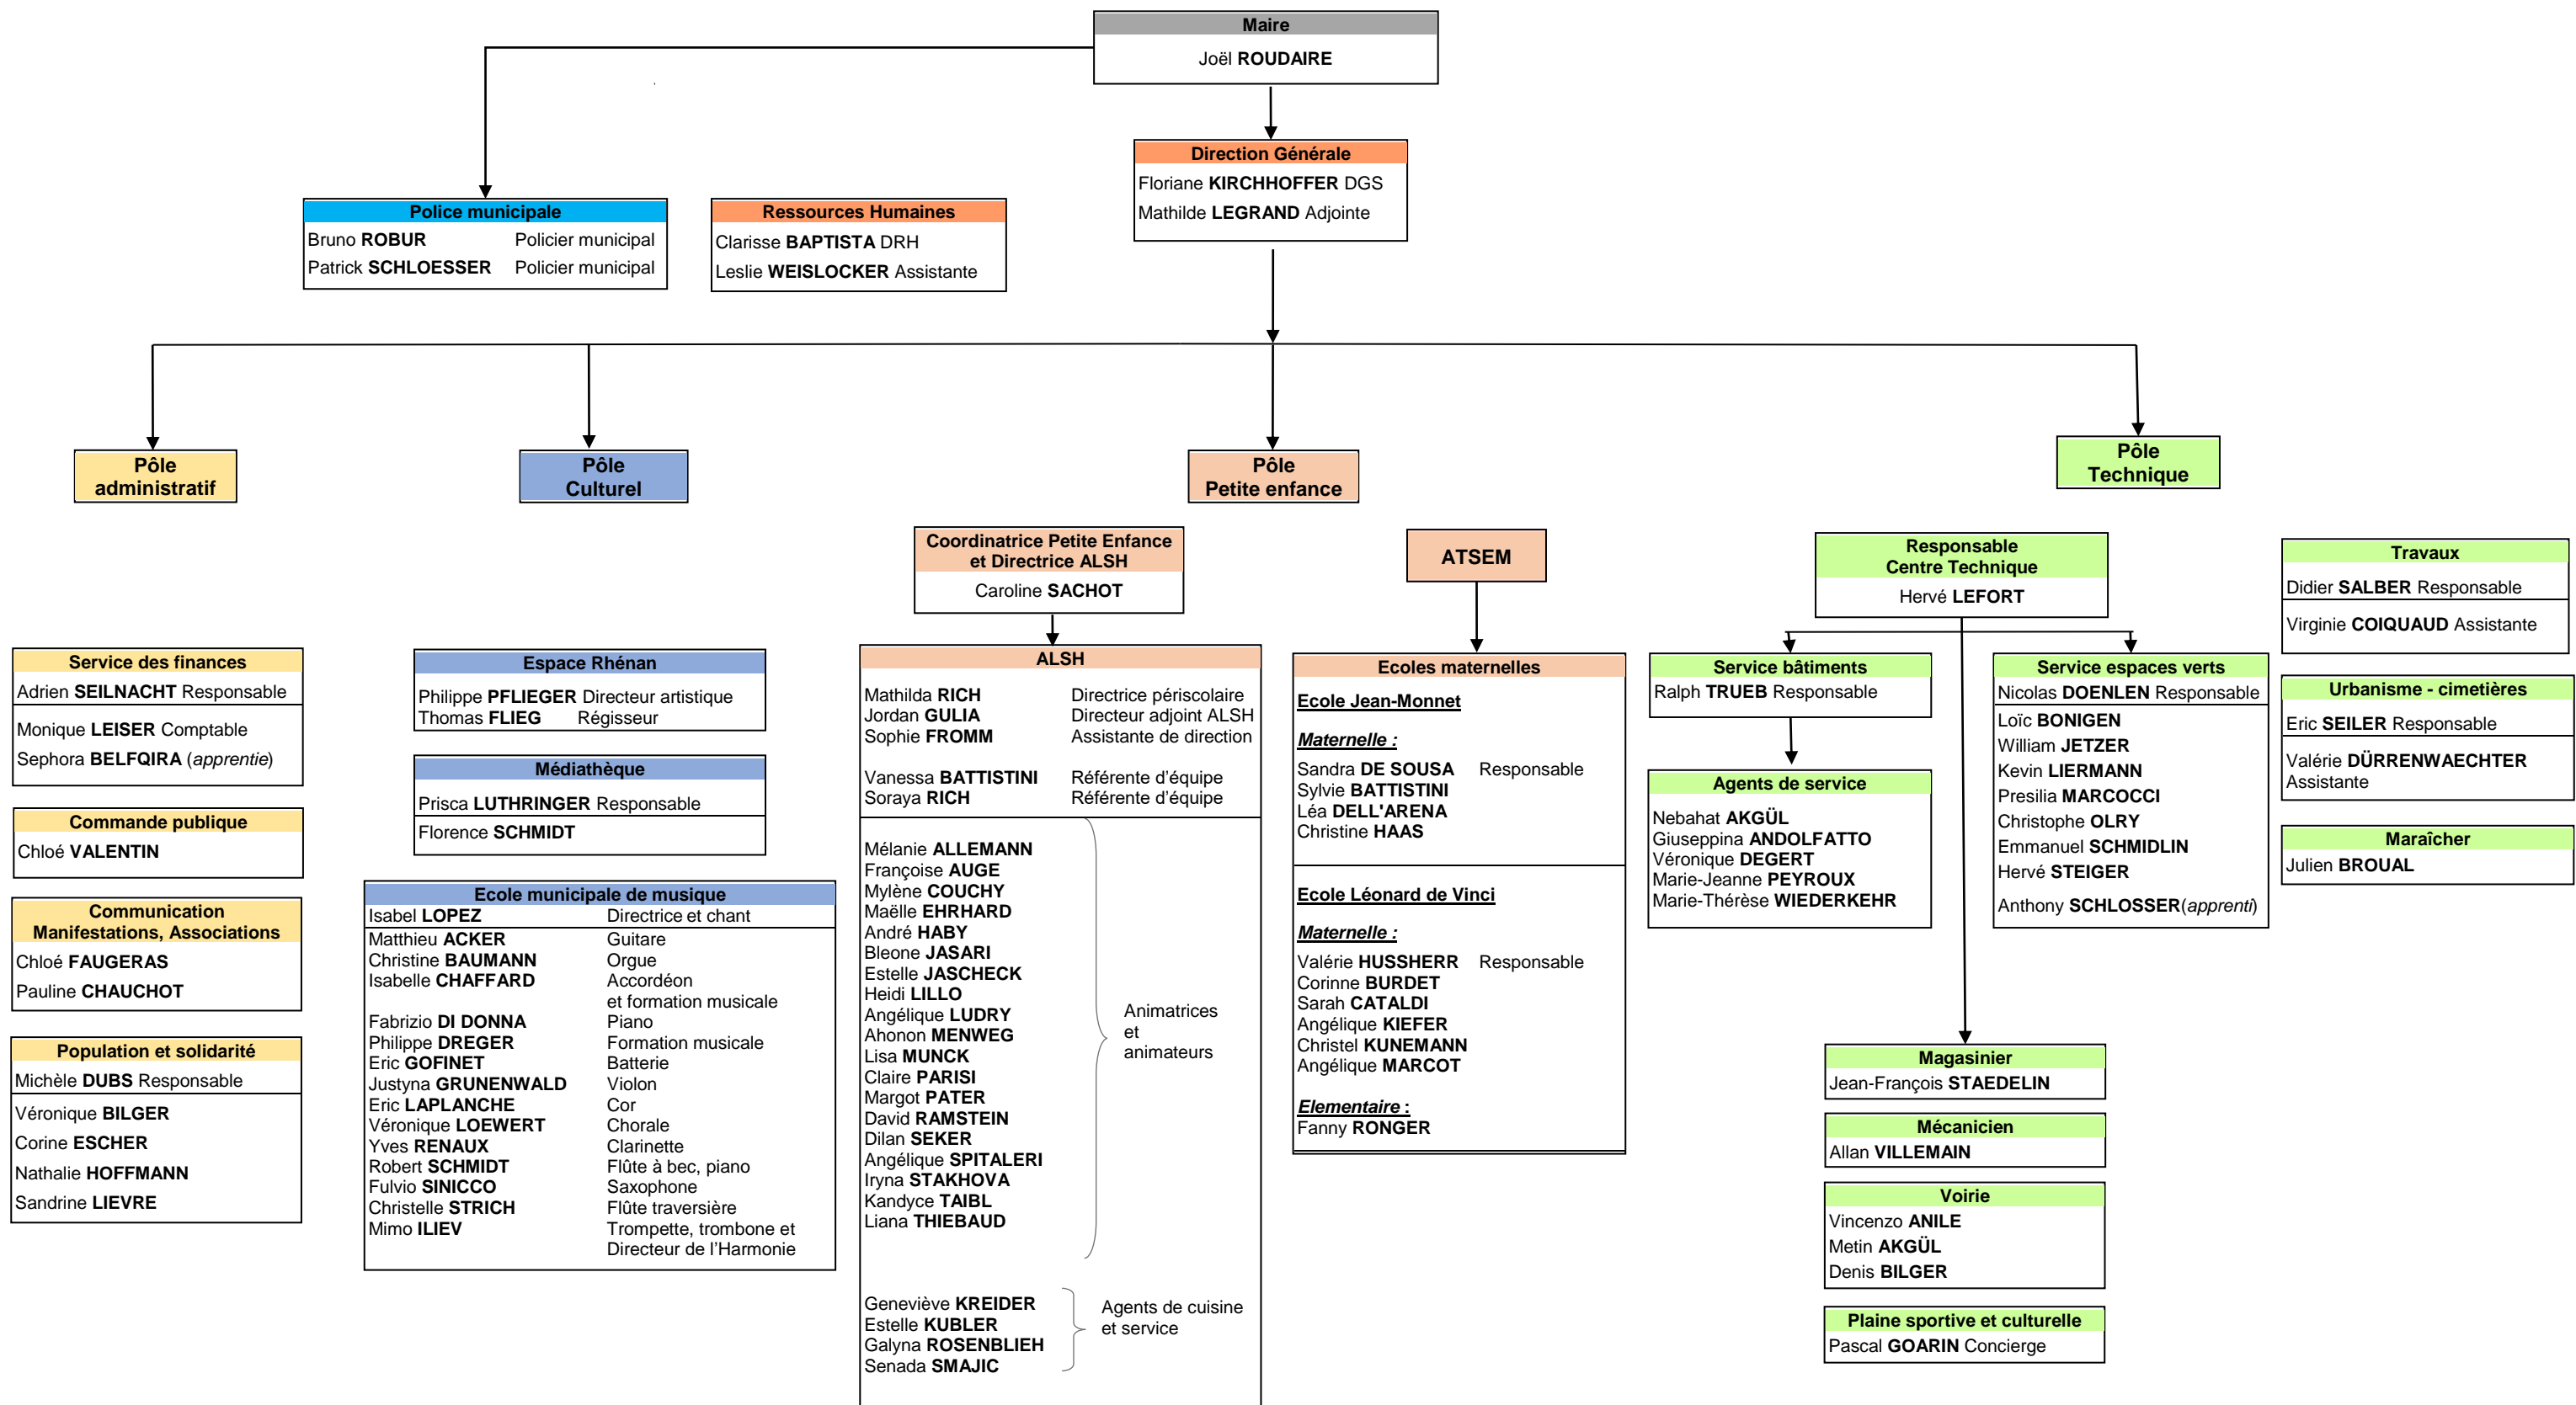 Maire
Joël ROUDAIRE
Direction Générale
Floriane KIRCHHOFFER DGS
Mathilde LEGRAND Adjointe
Police municipale
Bruno ROBUR Policier municipal
Patrick SCHLOESSER Policier municipal
Ressources Humaines
Clarisse BAPTISTA DRH
Leslie WEISLOCKER Assistante
Pôle
administratif
Pôle
Culturel
Pôle
Petite enfance
Pôle
Technique
Service des finances
Adrien SEILNACHT Responsable
Monique LEISER Comptable
Sephora BELFQIRA (apprentie)
Commande publique
Chloé VALENTIN
Communication
Manifestations, Associations
Chloé FAUGERAS
Pauline CHAUCHOT
Population et solidarité
Michèle DUBS Responsable
Véronique BILGER
Corine ESCHER
Nathalie HOFFMANN
Sandrine LIEVRE
Espace Rhénan
Philippe PFLIEGER Directeur artistique
Thomas FLIEG Régisseur
Médiathèque
Prisca LUTHRINGER Responsable
Florence SCHMIDT
Ecole municipale de musique
Isabel LOPEZ Directrice et chant
Matthieu ACKER Guitare
Christine BAUMANN Orgue
Isabelle CHAFFARD Accordéon
et formation musicale
Fabrizio DI DONNA Piano
Philippe DREGER Formation musicale
Eric GOFINET Batterie
Justyna GRUNENWALD Violon
Eric LAPLANCHE Cor
Véronique LOEWERT Chorale
Yves RENAUX Clarinette
Robert SCHMIDT Flûte à bec, piano
Fulvio SINICCO Saxophone
Christelle STRICH Flûte traversière
Mimo ILIEV Trompette, trombone et
Directeur de l'Harmonie
Coordinatrice Petite Enfance
et Directrice ALSH
Caroline SACHOT
ALSH
Mathilda RICH Directrice périscolaire
Jordan GULIA Directeur adjoint ALSH
Sophie FROMM Assistante de direction
Vanessa BATTISTINI Référente d'équipe
Soraya RICH Référente d'équipe
Mélanie ALLEMANN
Françoise AUGE
Mylène COUCHY
Maëlle EHRHARD
André HABY
Bleone JASARI
Estelle JASCHECK
Heidi LILLO
Angélique LUDRY
Ahonon MENWEG
Lisa MUNCK
Claire PARISI
Margot PATER
David RAMSTEIN
Dilan SEKER
Angélique SPITALERI
Iryna STAKHOVA
Kandyce TAIBL
Liana THIEBAUD
Animatrices
et
animateurs
Geneviève KREIDER
Estelle KUBLER
Galyna ROSENBLIEH
Senada SMAJIC
Agents de cuisine
et service
ATSEM
Ecoles maternelles
Ecole Jean-Monnet
Maternelle :
Sandra DE SOUSA Responsable
Sylvie BATTISTINI
Léa DELL'ARENA
Christine HAAS
Ecole Léonard de Vinci
Maternelle :
Valérie HUSSHERR Responsable
Corinne BURDET
Sarah CATALDI
Angélique KIEFER
Christel KUNEMANN
Angélique MARCOT
Elementaire :
Fanny RONGER
Responsable
Centre Technique
Hervé LEFORT
Service bâtiments
Ralph TRUEB Responsable
Agents de service
Nebahat AKGÜL
Giuseppina ANDOLFATTO
Véronique DEGERT
Marie-Jeanne PEYROUX
Marie-Thérèse WIEDERKEHR
Service espaces verts
Nicolas DOENLEN Responsable
Loïc BONIGEN
William JETZER
Kevin LIERMANN
Presilia MARCOCCI
Christophe OLRY
Emmanuel SCHMIDLIN
Hervé STEIGER
Anthony SCHLOSSER(apprenti)
Magasinier
Jean-François STAEDELIN
Mécanicien
Allan VILLEMAIN
Voirie
Vincenzo ANILE
Metin AKGÜL
Denis BILGER
Plaine sportive et culturelle
Pascal GOARIN Concierge
Travaux
Didier SALBER Responsable
Virginie COIQUAUD Assistante
Urbanisme - cimetières
Eric SEILER Responsable
Valérie DÜRRENWAECHTER
Assistante
Maraîcher
Julien BROUAL